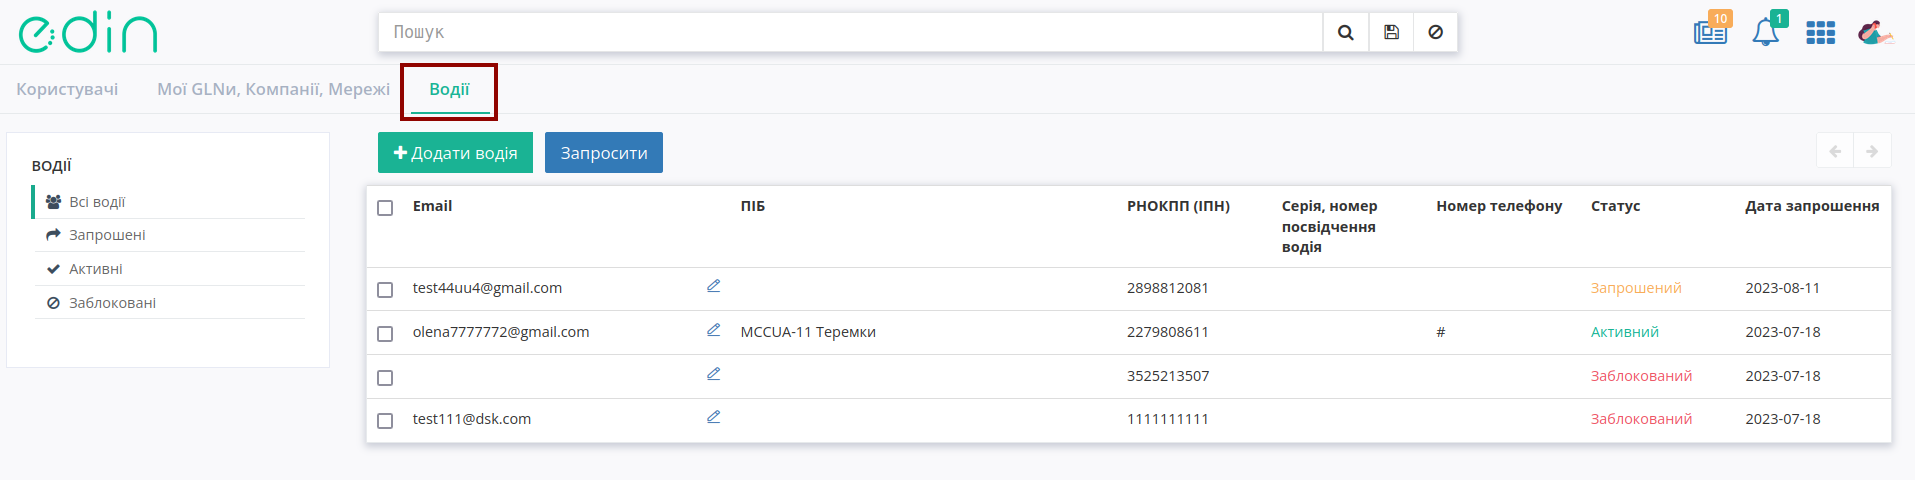 edin
Пошук
10
1
Користувачі
Мої GLNи, Компанії, Мережі
Водії
ВОДІЇ
Всі водії
Запрошені
Активні
Заблоковані
Додати водія
Запросити
Email ПІБ РНОКПП (ІПН) Серія, номер Номер телефону Статус Дата запрошення
посвідчення
водія
test44uu4@gmail.com 2898812081 Запрошений 2023-08-11
olena7777772@gmail.com МССUA-11 Теремки 2279808611 # Активний 2023-07-18
3525213507 Заблокований 2023-07-18
test111@dsk.com 1111111111 Заблокований 2023-07-18